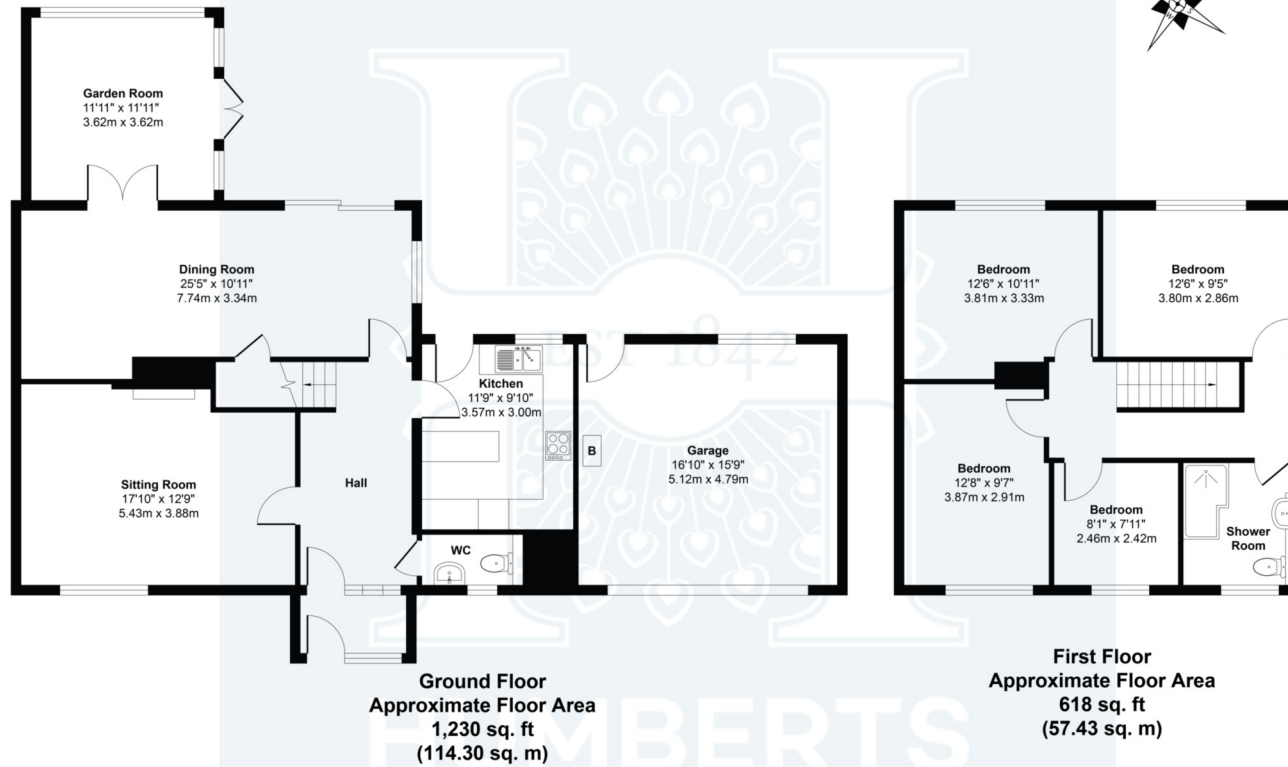 Garden Room
11'11" x 11'11"
3.62m x 3.62m
Dining Room
25'5" x 10'11"
7.74m x 3.34m
Kitchen
11'9" x 9'10"
3.57m x 3.00m
B
Garage
16'10" x 15'9"
5.12m x 4.79m
Sitting Room
17'10" x 12'9"
5.43m x 3.88m
Hall
WC
Ground Floor
Approximate Floor Area
1,230 sq. ft
(114.30 sq. m)
Bedroom
12'6" x 10'11"
3.81m x 3.33m
Bedroom
12'6" x 9'5"
3.80m x 2.86m
Bedroom
12'8" x 9'7"
3.87m x 2.91m
Bedroom
8'1" x 7'11"
2.46m x 2.42m
Shower
Room
First Floor
Approximate Floor Area
618 sq. ft
(57.43 sq. m)
W S
EST 1842
HUMBERTS